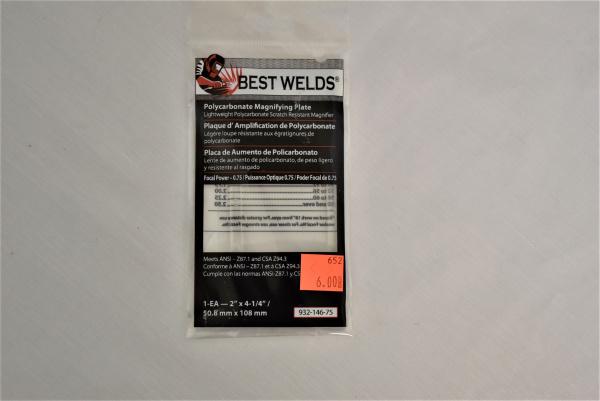 BEST WELDS®
Polycarbonate Magnifying Plate
Lightweight Polycarbonate Scratch Resistant Magnifier
Plaque d' Amplification de Polycarbonate
Légère loupe résistante aux égratignures de
polycarbonate
Placa de Aumento de Policarbonato
Lente de aumento de policarbonato, de peso ligero
y resistente al rasgado
Focal Power - 0.75 / Puissance Optique 0.75 / Poder Focal de 0.75
Meets ANSI – Z87.1 and CSA Z94.3
Conforme à ANSI – Z87.1 et à CSA Z94.3
Cumple con las normas ANSI-Z87.1 y
652
6.00
1-EA — 2" x 4-1/4" /
50.8 mm x 108 mm
932-146-75